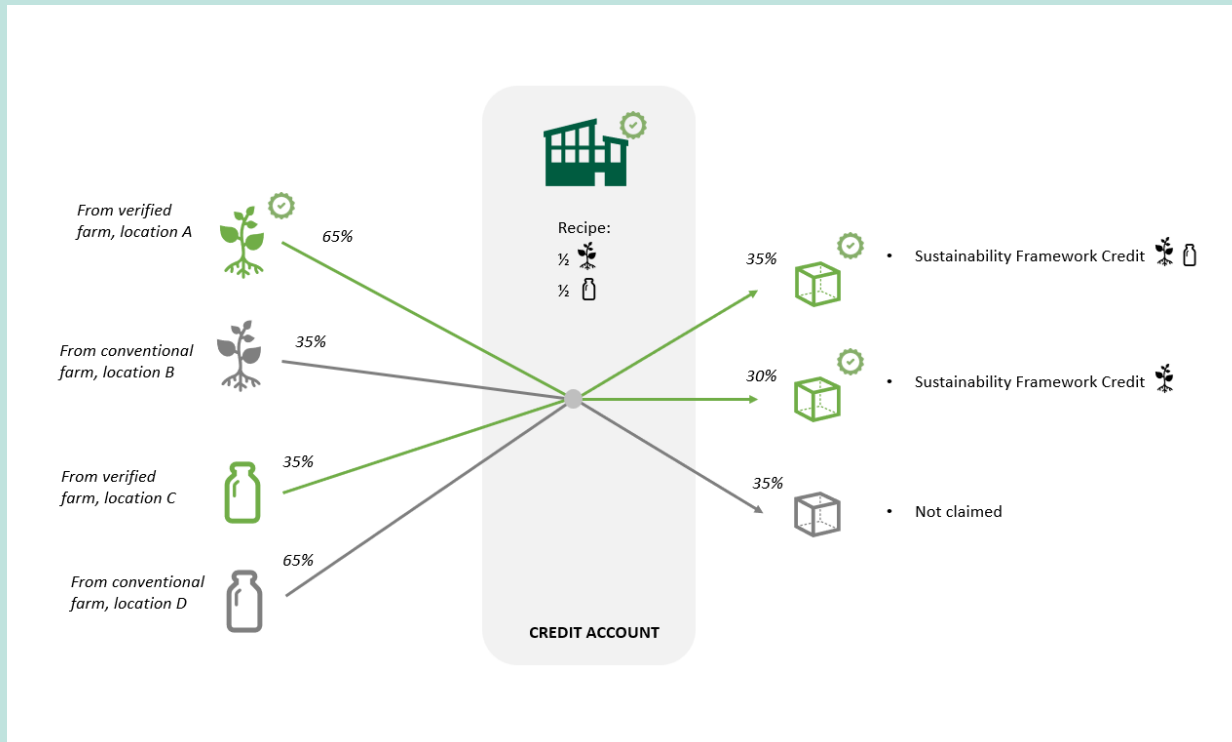 From verified
farm, location A
65%
Recipe:
½
½
35%
• Sustainability Framework Credit
From conventional
farm, location B
35%
30%
• Sustainability Framework Credit
From verified
farm, location C
35%
35%
• Not claimed
From conventional
farm, location D
65%
CREDIT ACCOUNT